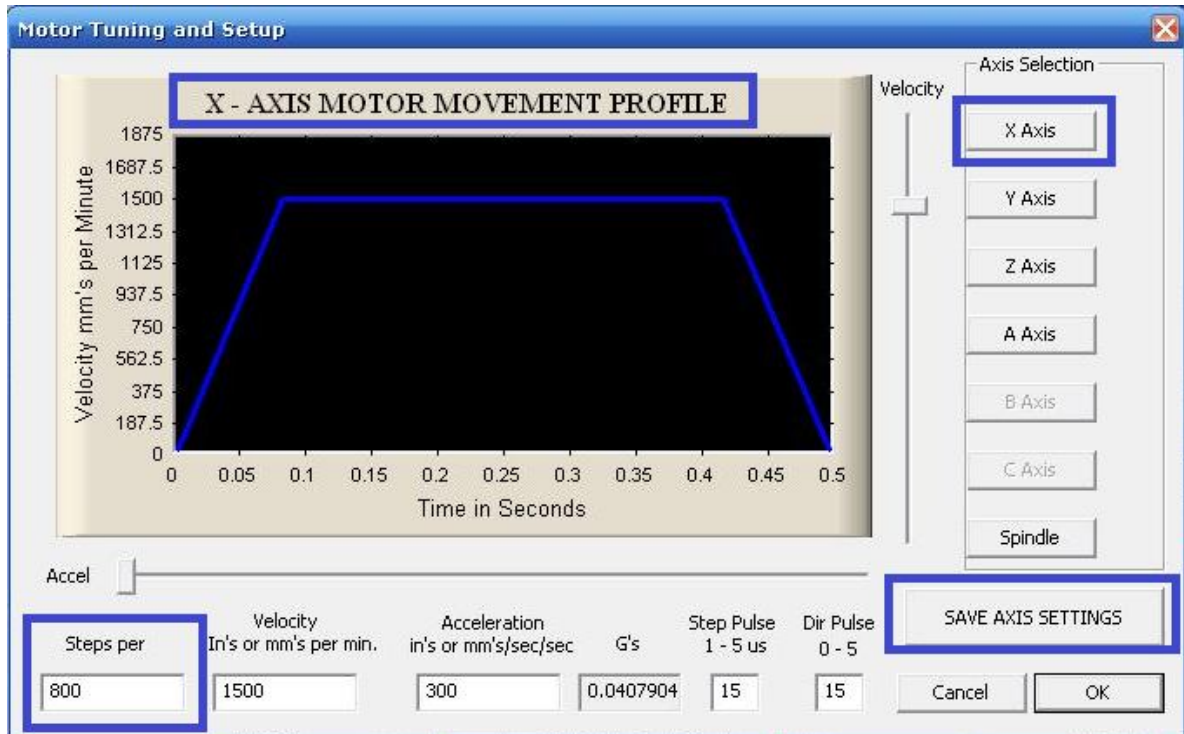 Motor Tuning and Setup
X - AXIS MOTOR MOVEMENT PROFILE
Velocity mm's per Minute
1875
1687.5
1500
1312.5
1125
937.5
750
562.5
375
187.5
0
0 0.05 0.1 0.15 0.2 0.25 0.3 0.35 0.4 0.45 0.5
Time in Seconds
Velocity
Axis Selection
X Axis
Y Axis
Z Axis
A Axis
B Axis
C Axis
Spindle
Accel
SAVE AXIS SETTINGS
Steps per
Velocity
In's or mm's per min.
Acceleration
in's or mm's/sec/sec
G's
Step Pulse
1 - 5 us
Dir Pulse
0 - 5
800
1500
300
0.0407904
15
15
Cancel
OK